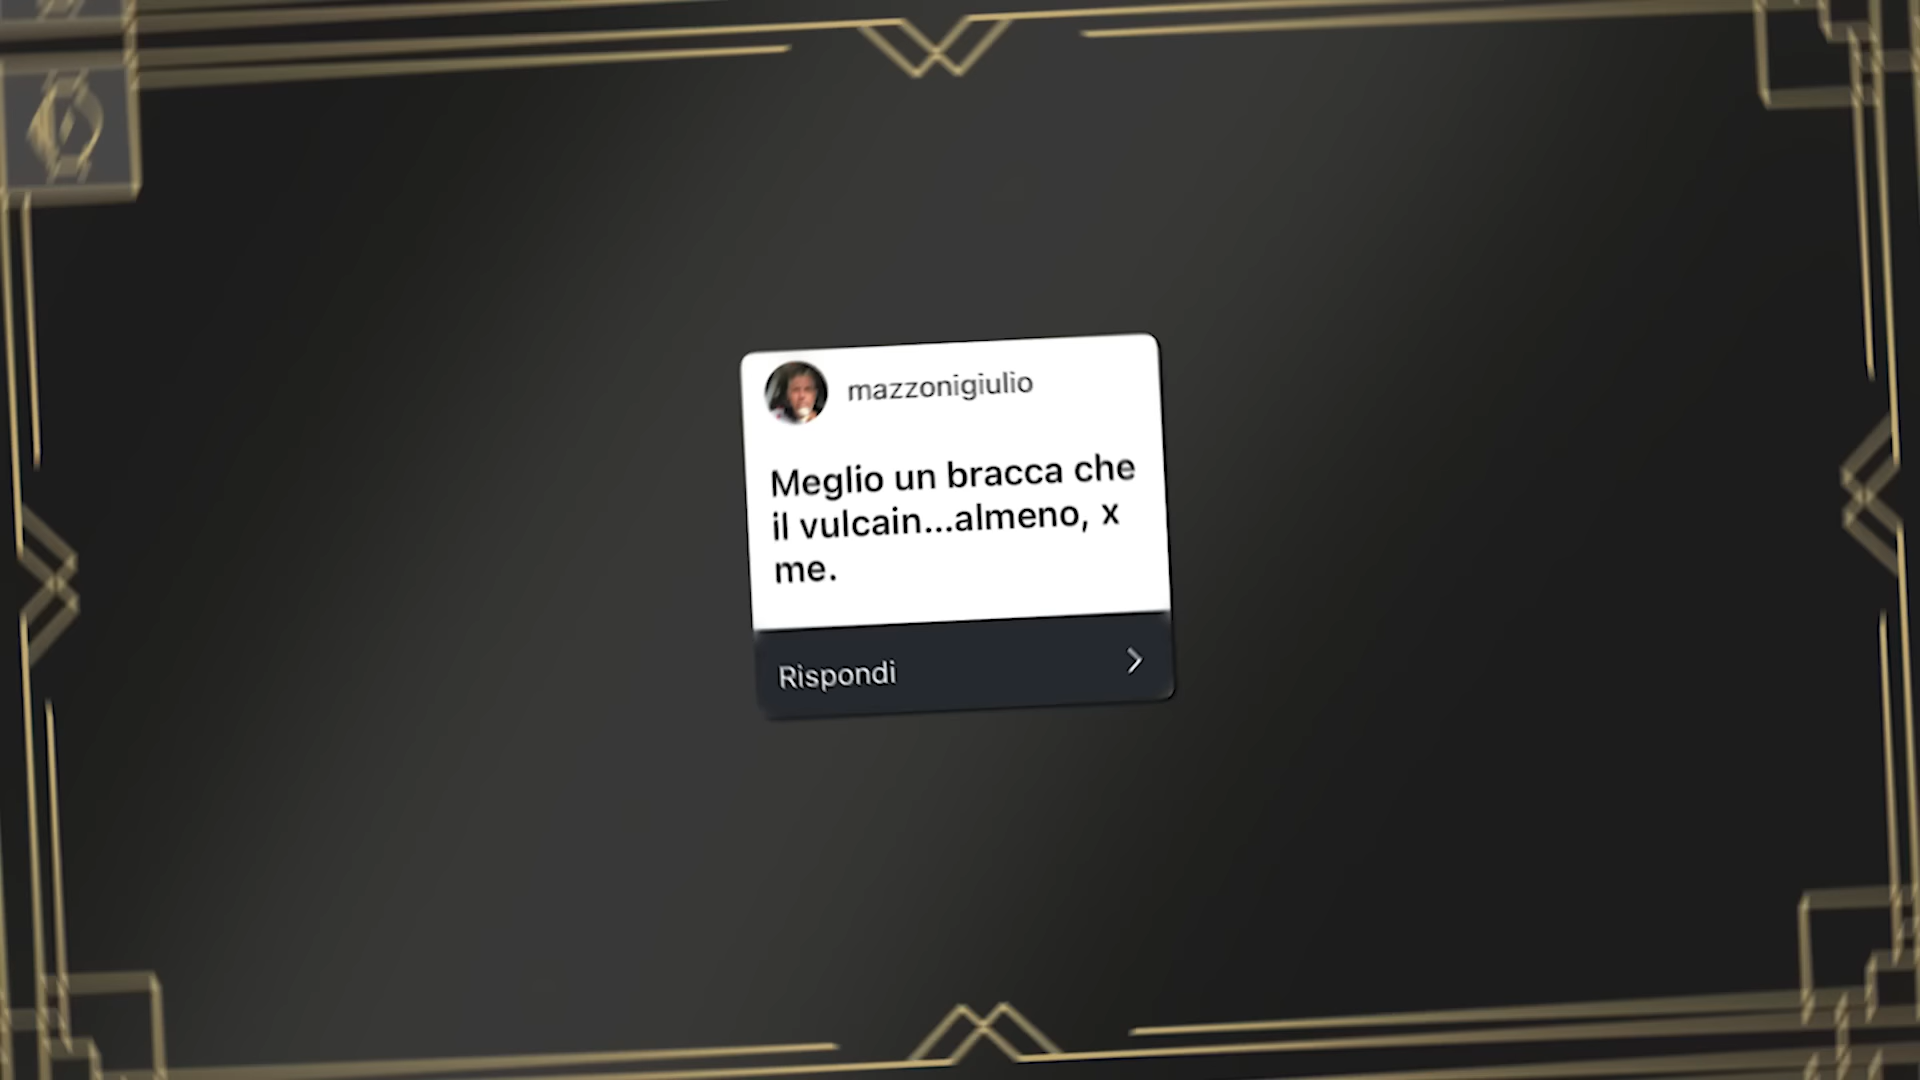 mazzonigiulio
Meglio un bracca che
il vulcain...almeno, x
me.
Rispondi